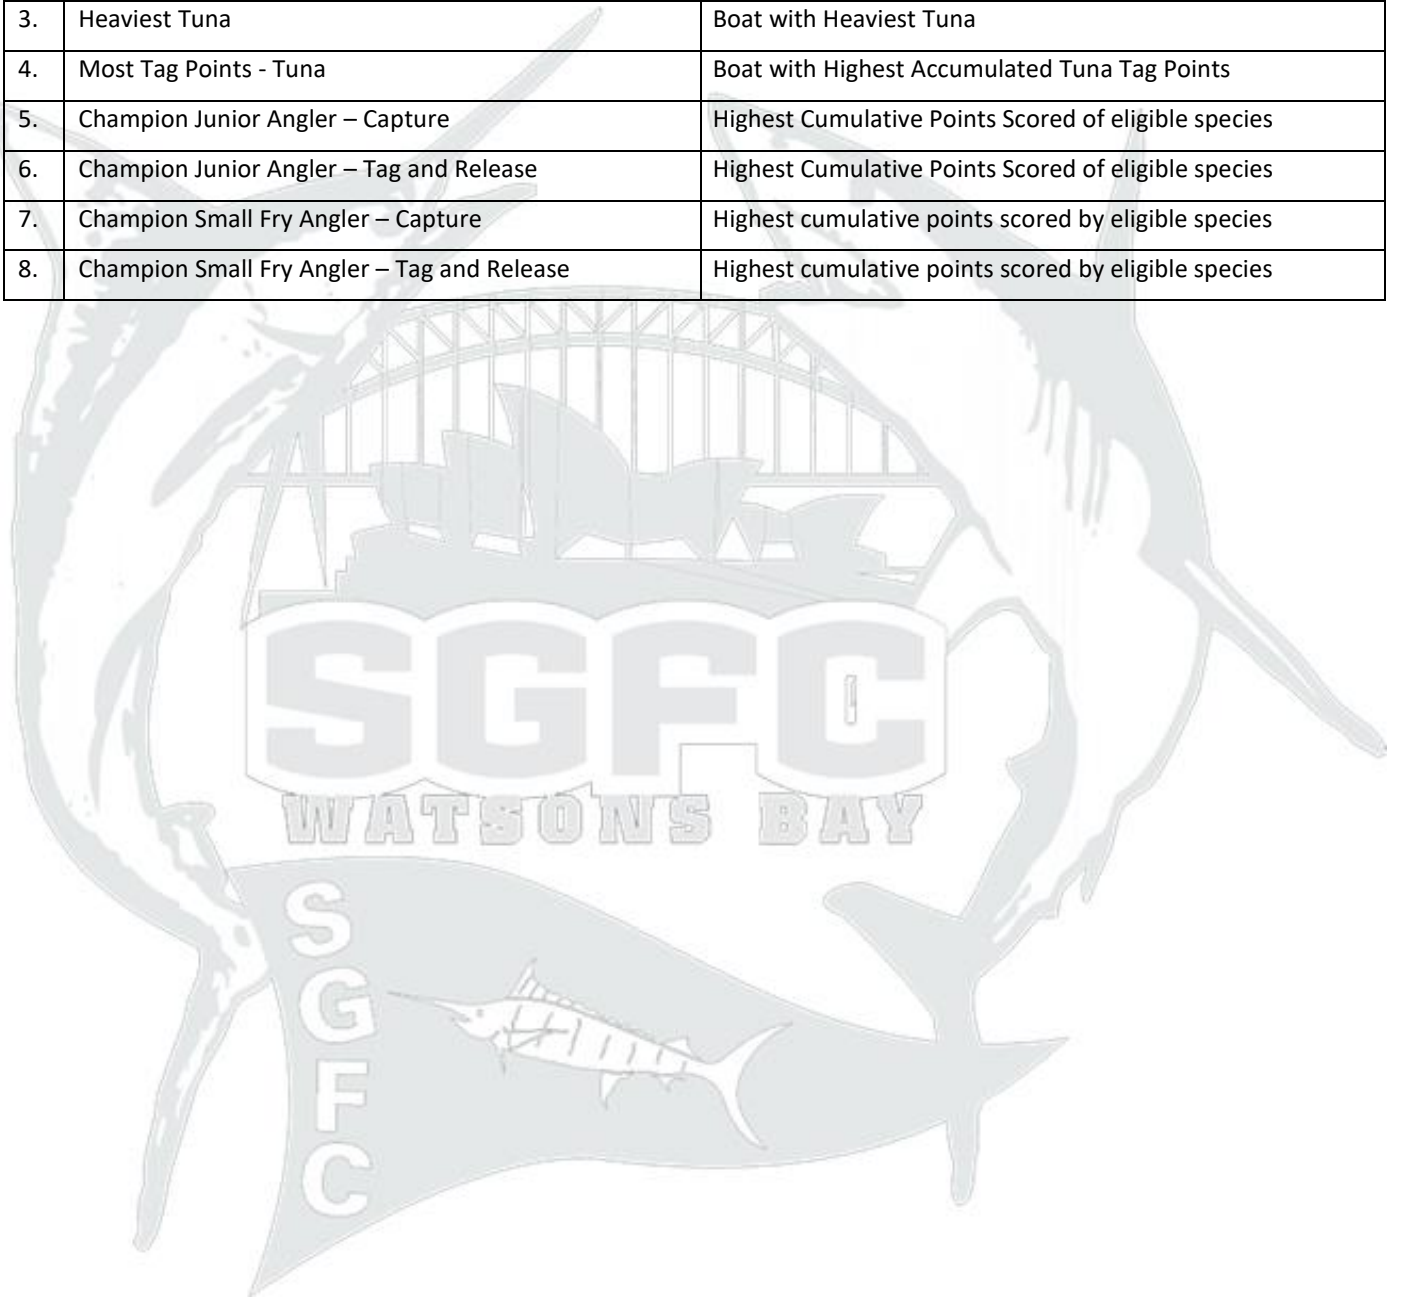 3. Heaviest Tuna Boat with Heaviest Tuna
4. Most Tag Points - Tuna Boat with Highest Accumulated Tuna Tag Points
5. Champion Junior Angler – Capture Highest Cumulative Points Scored of eligible species
6. Champion Junior Angler – Tag and Release Highest Cumulative Points Scored of eligible species
7. Champion Small Fry Angler – Capture Highest cumulative points scored by eligible species
8. Champion Small Fry Angler – Tag and Release Highest cumulative points scored by eligible species
SGFC
WATSONS BAY
S
G
F
C